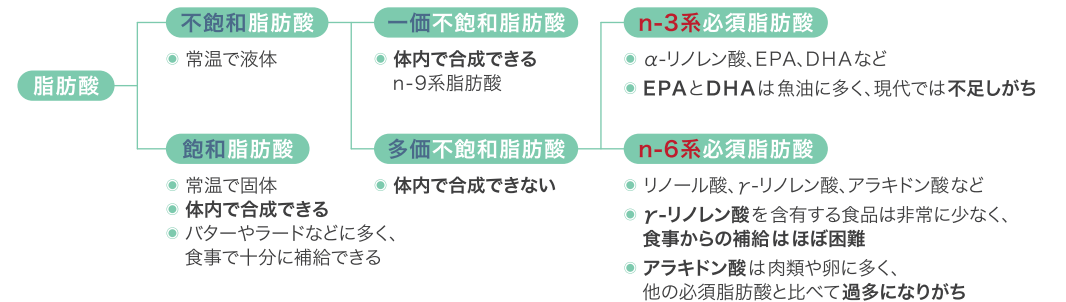 脂肪酸
不飽和脂肪酸
常温で液体
飽和脂肪酸
常温で固体
体内で合成できる
バターやラードなどに多く、
食事で十分に補給できる
一価不飽和脂肪酸
体内で合成できる
n-9系脂肪酸
多価不飽和脂肪酸
体内で合成できない
n-3系必須脂肪酸
α-リノレン酸、EPA、DHAなど
EPAとDHAは魚油に多く、現代では不足しがち
n-6系必須脂肪酸
リノール酸、γ-リノレン酸、アラキドン酸など
γ-リノレン酸を含有する食品は非常に少なく、
食事からの補給はほぼ困難
アラキドン酸は肉類や卵に多く、
他の必須脂肪酸と比べて過多になりがち